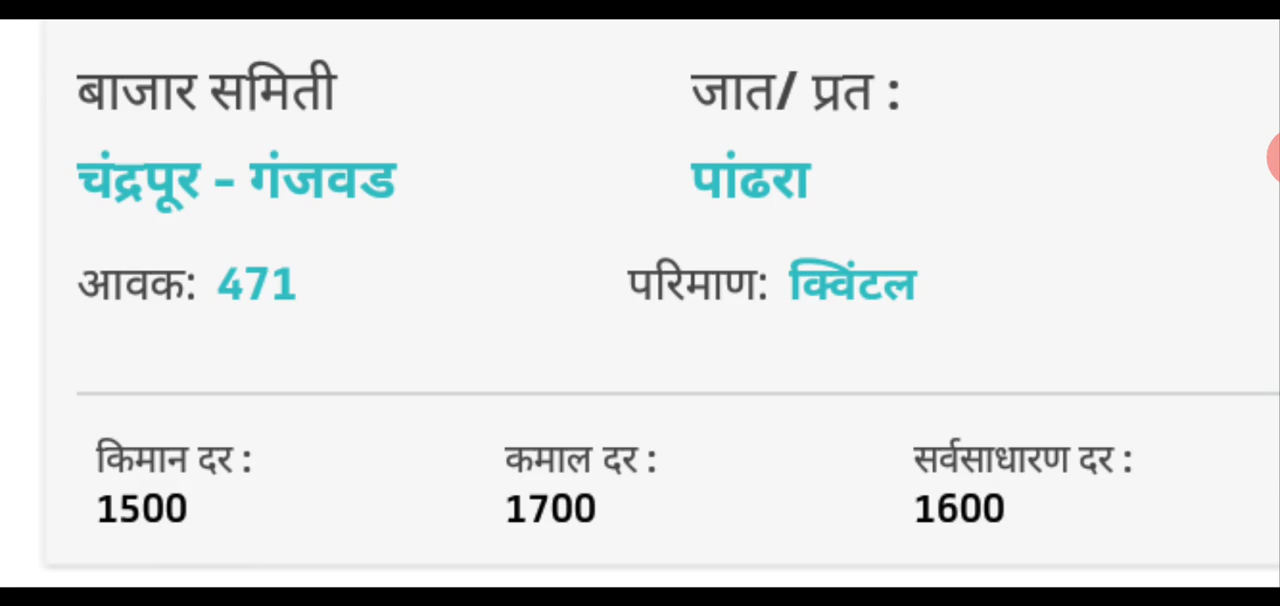 बाजार समिती
जात/ प्रत :
चंद्रपूर - गंजवड
पांढरा
आवक: 471
परिमाण: क्विंटल
किमान दर :
कमाल दर :
सर्वसाधारण दर :
1500
1700
1600